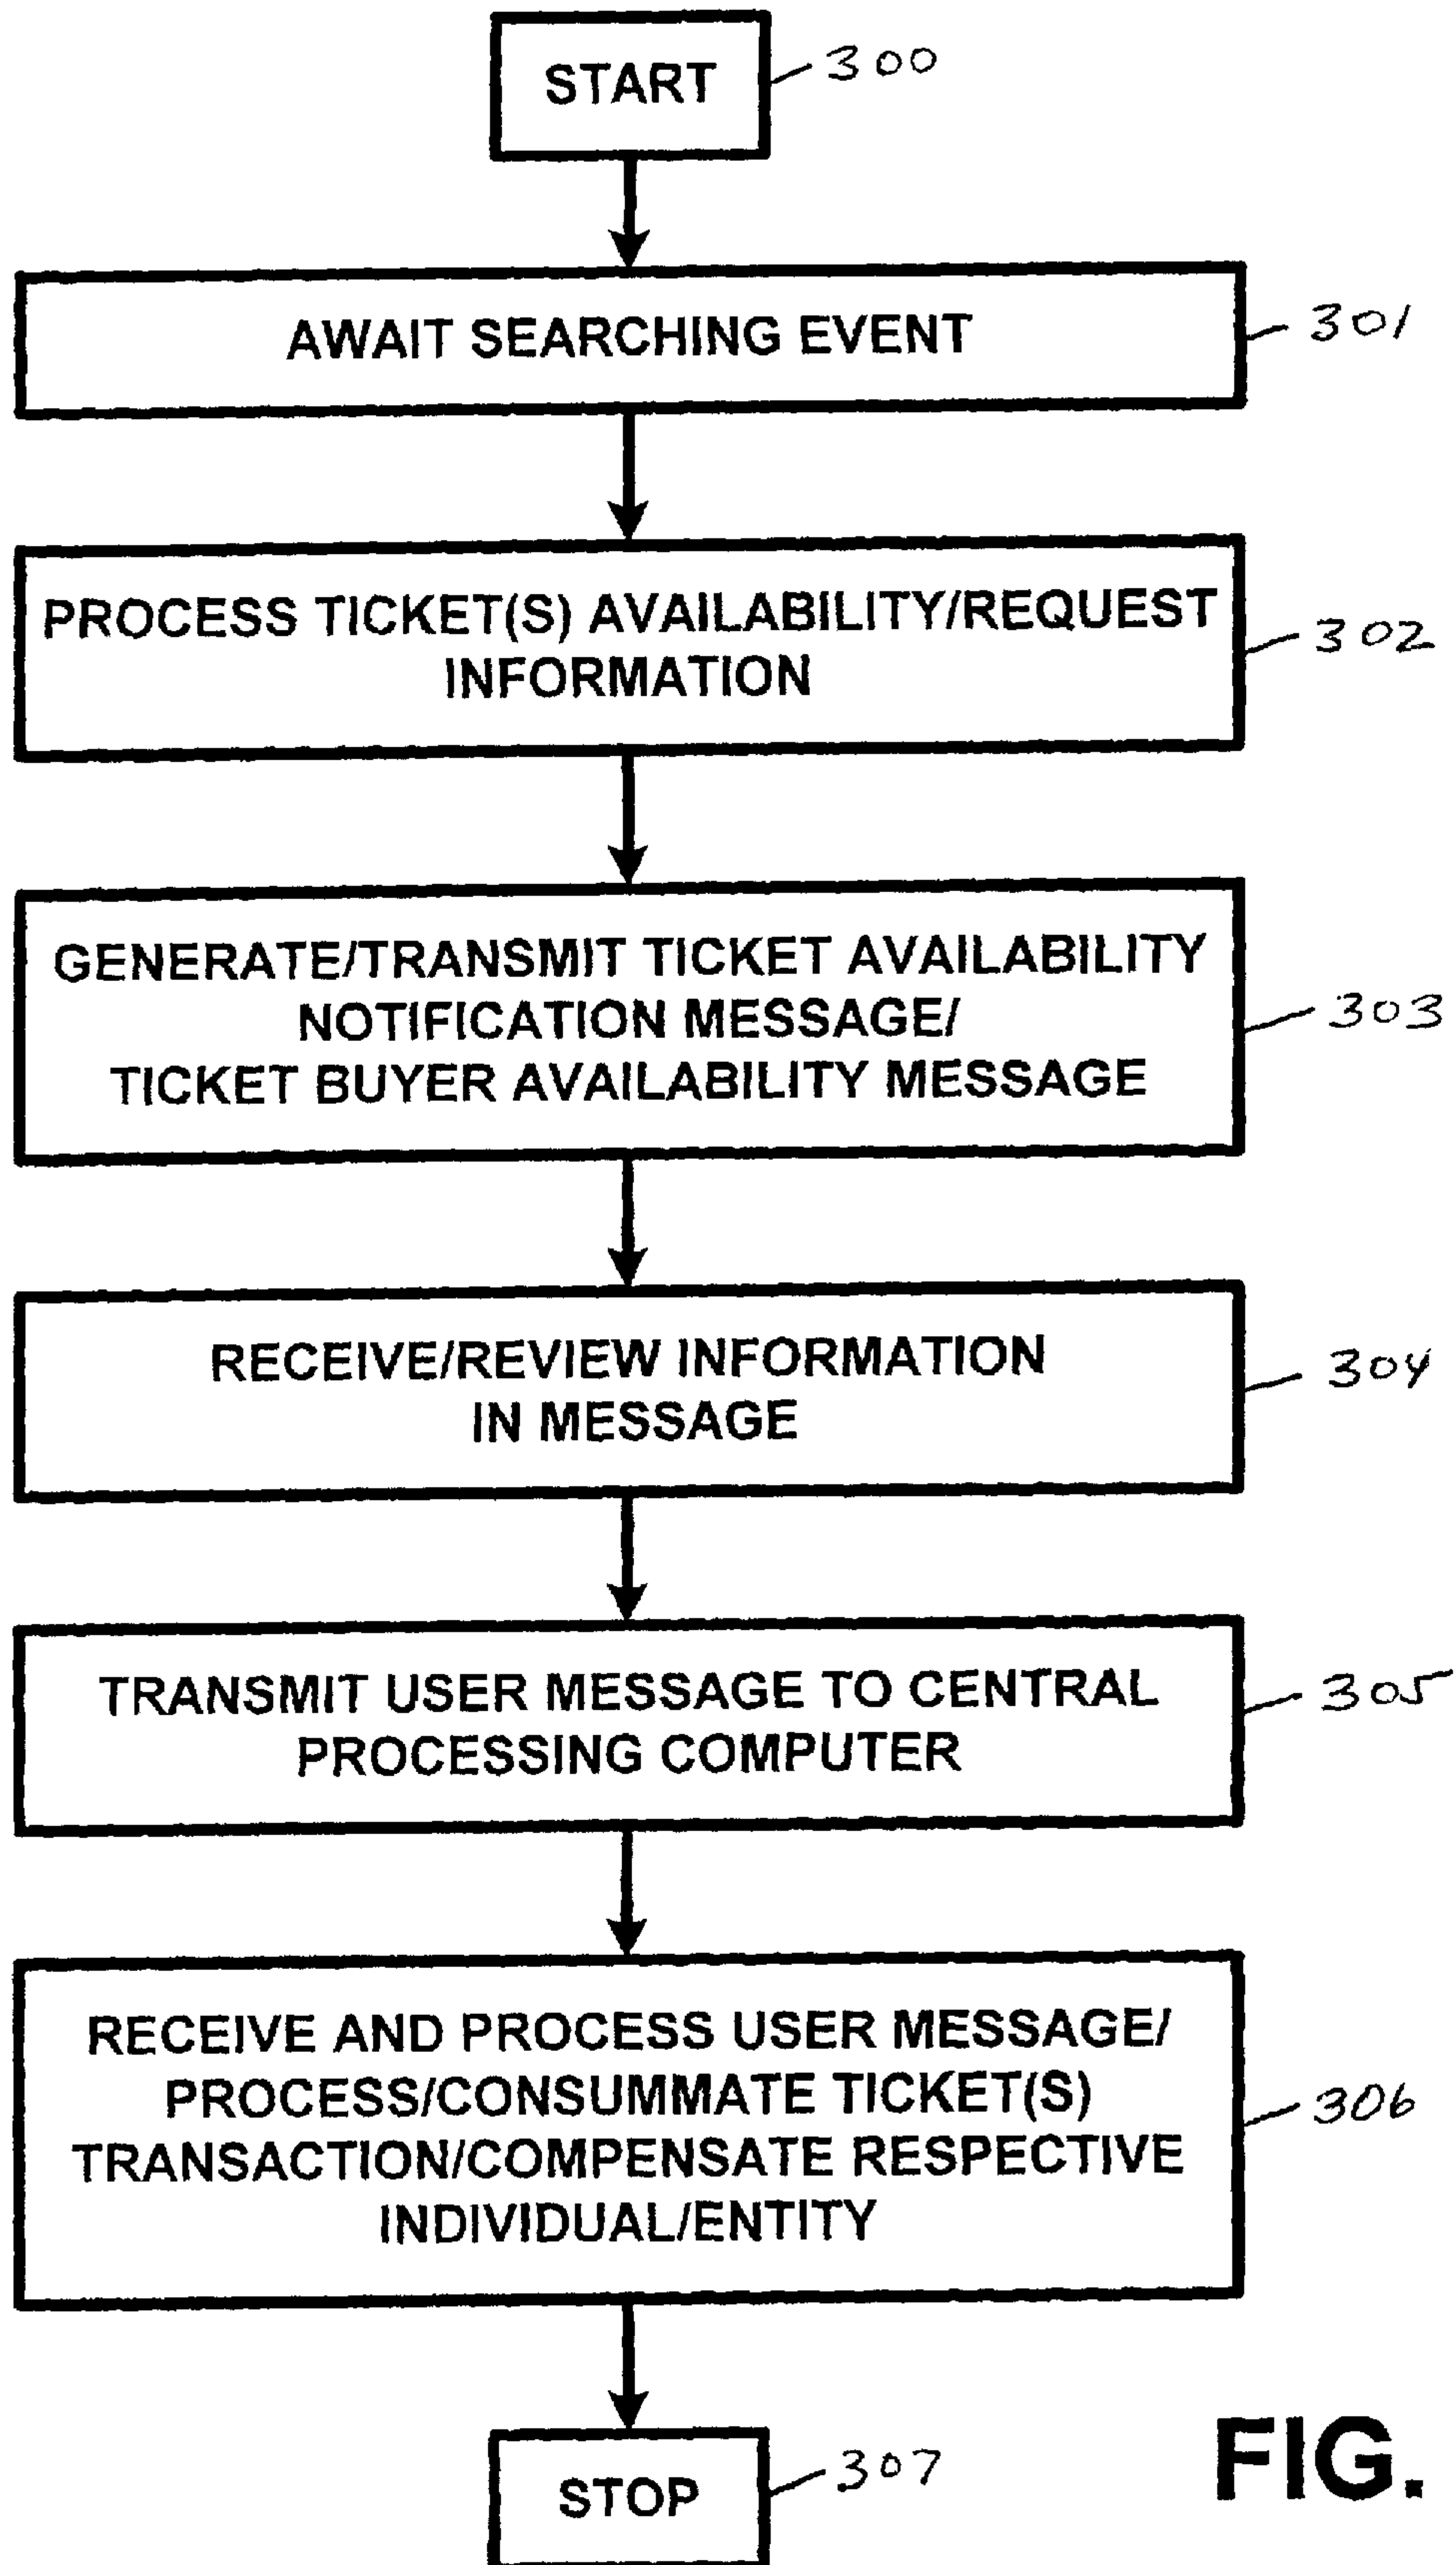 START
300
AWAIT SEARCHING EVENT
301
PROCESS TICKET(S) AVAILABILITY/REQUEST
INFORMATION
302
GENERATE/TRANSMIT TICKET AVAILABILITY
NOTIFICATION MESSAGE/
TICKET BUYER AVAILABILITY MESSAGE
303
RECEIVE/REVIEW INFORMATION
IN MESSAGE
304
TRANSMIT USER MESSAGE TO CENTRAL
PROCESSING COMPUTER
305
RECEIVE AND PROCESS USER MESSAGE/
PROCESS/CONSUMMATE TICKET(S)
TRANSACTION/COMPENSATE RESPECTIVE
INDIVIDUAL/ENTITY
306
STOP
307
FIG.